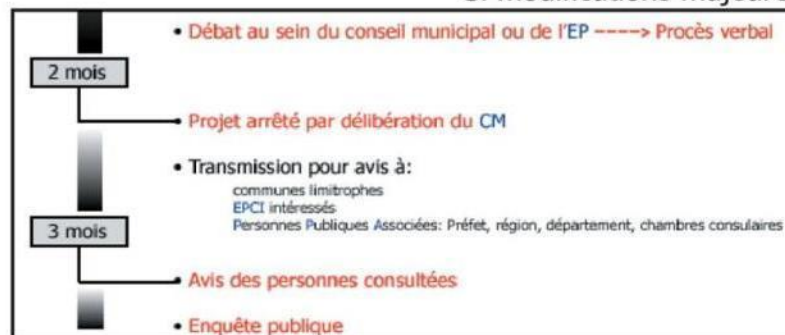 • Débat au sein du conseil municipal ou de l'EP ----> Procès verbal
2 mois
• Projet arrêté par délibération du CM
• Transmission pour avis à:
communes limitrophes
EPCI intéressés
Personnes Publiques Associées: Préfet, région, département, chambres consulaires
3 mois
• Avis des personnes consultées
• Enquête publique